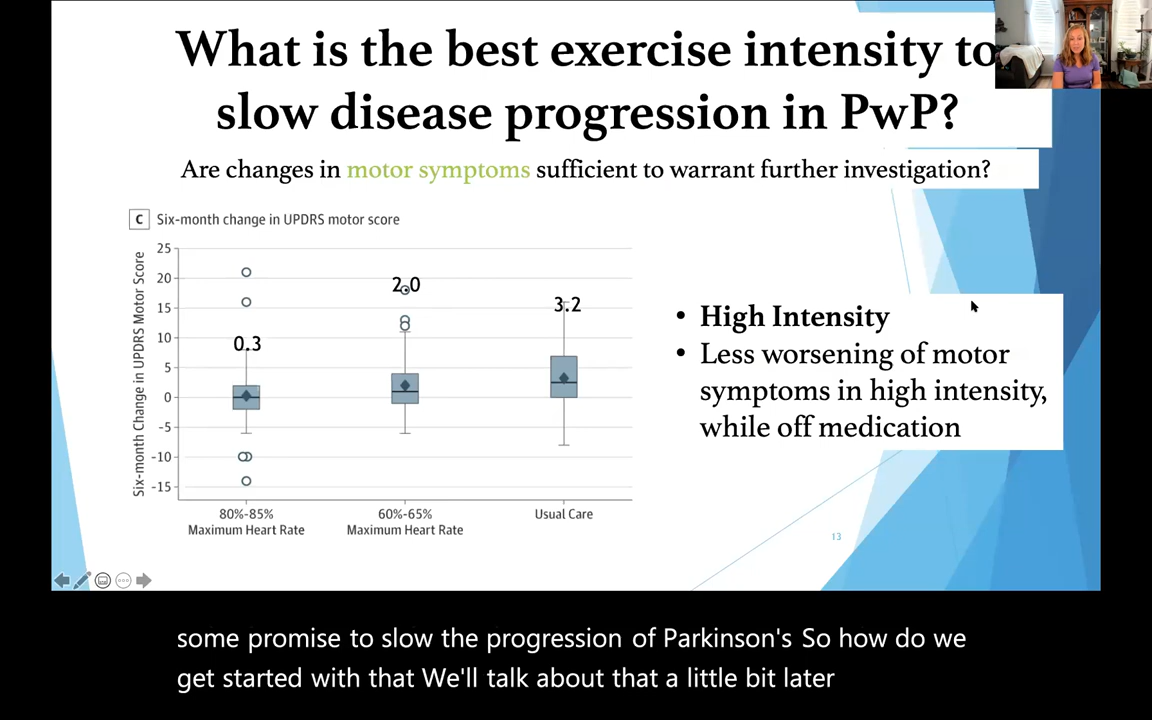 What is the best exercise intensity to
slow disease progression in PwP?
Are changes in motor symptoms sufficient to warrant further investigation?
C Six-month change in UPDRS motor score
Six-month Change in UPDRS Motor Score
25
20
15
10
5
0
-5
-10
-15
0.3
2.0
3.2
80%-85%
Maximum Heart Rate
60%-65%
Maximum Heart Rate
Usual Care
• High Intensity
• Less worsening of motor
symptoms in high intensity,
while off medication
13
some promise to slow the progression of Parkinson's So how do we
get started with that We'll talk about that a little bit later